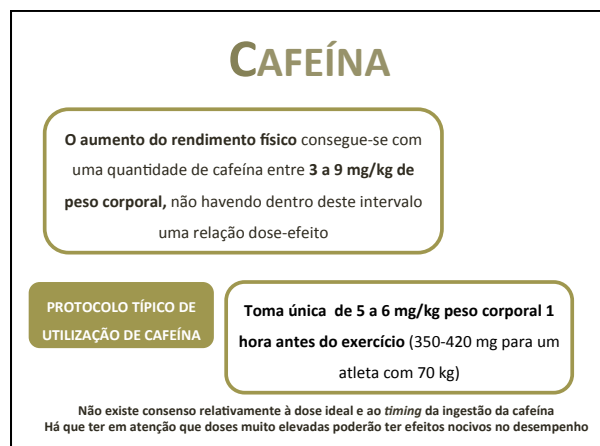 CAFEÍNA
O aumento do rendimento físico consegue-se com
uma quantidade de cafeína entre 3 a 9 mg/kg de
peso corporal, não havendo dentro deste intervalo
uma relação dose-efeito
PROTOCOLO TÍPICO DE
UTILIZAÇÃO DE CAFEÍNA
Toma única de 5 a 6 mg/kg peso corporal 1
hora antes do exercício (350-420 mg para um
atleta com 70 kg)
Não existe consenso relativamente à dose ideal e ao timing da ingestão da cafeína
Há que ter em atenção que doses muito elevadas poderão ter efeitos nocivos no desempenho